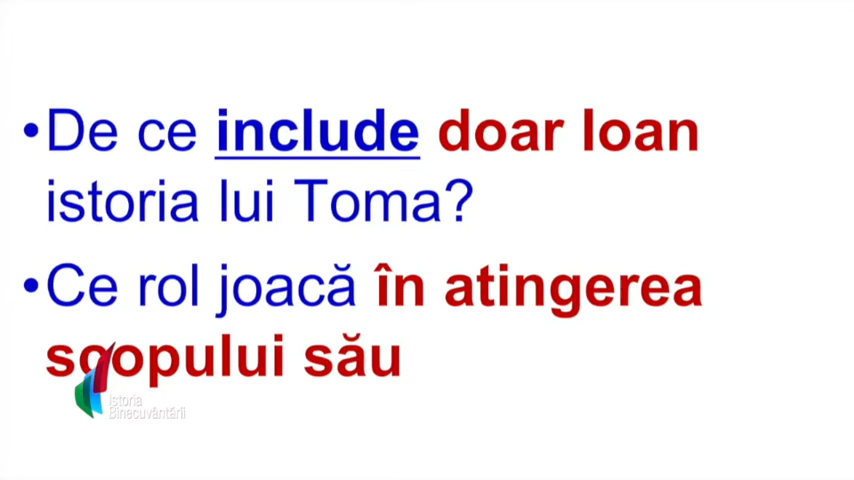 •De ce include doar Ioan
istoria lui Toma?
•Ce rol joacă în atingerea
scopului său
Istoria
Binecuvântării